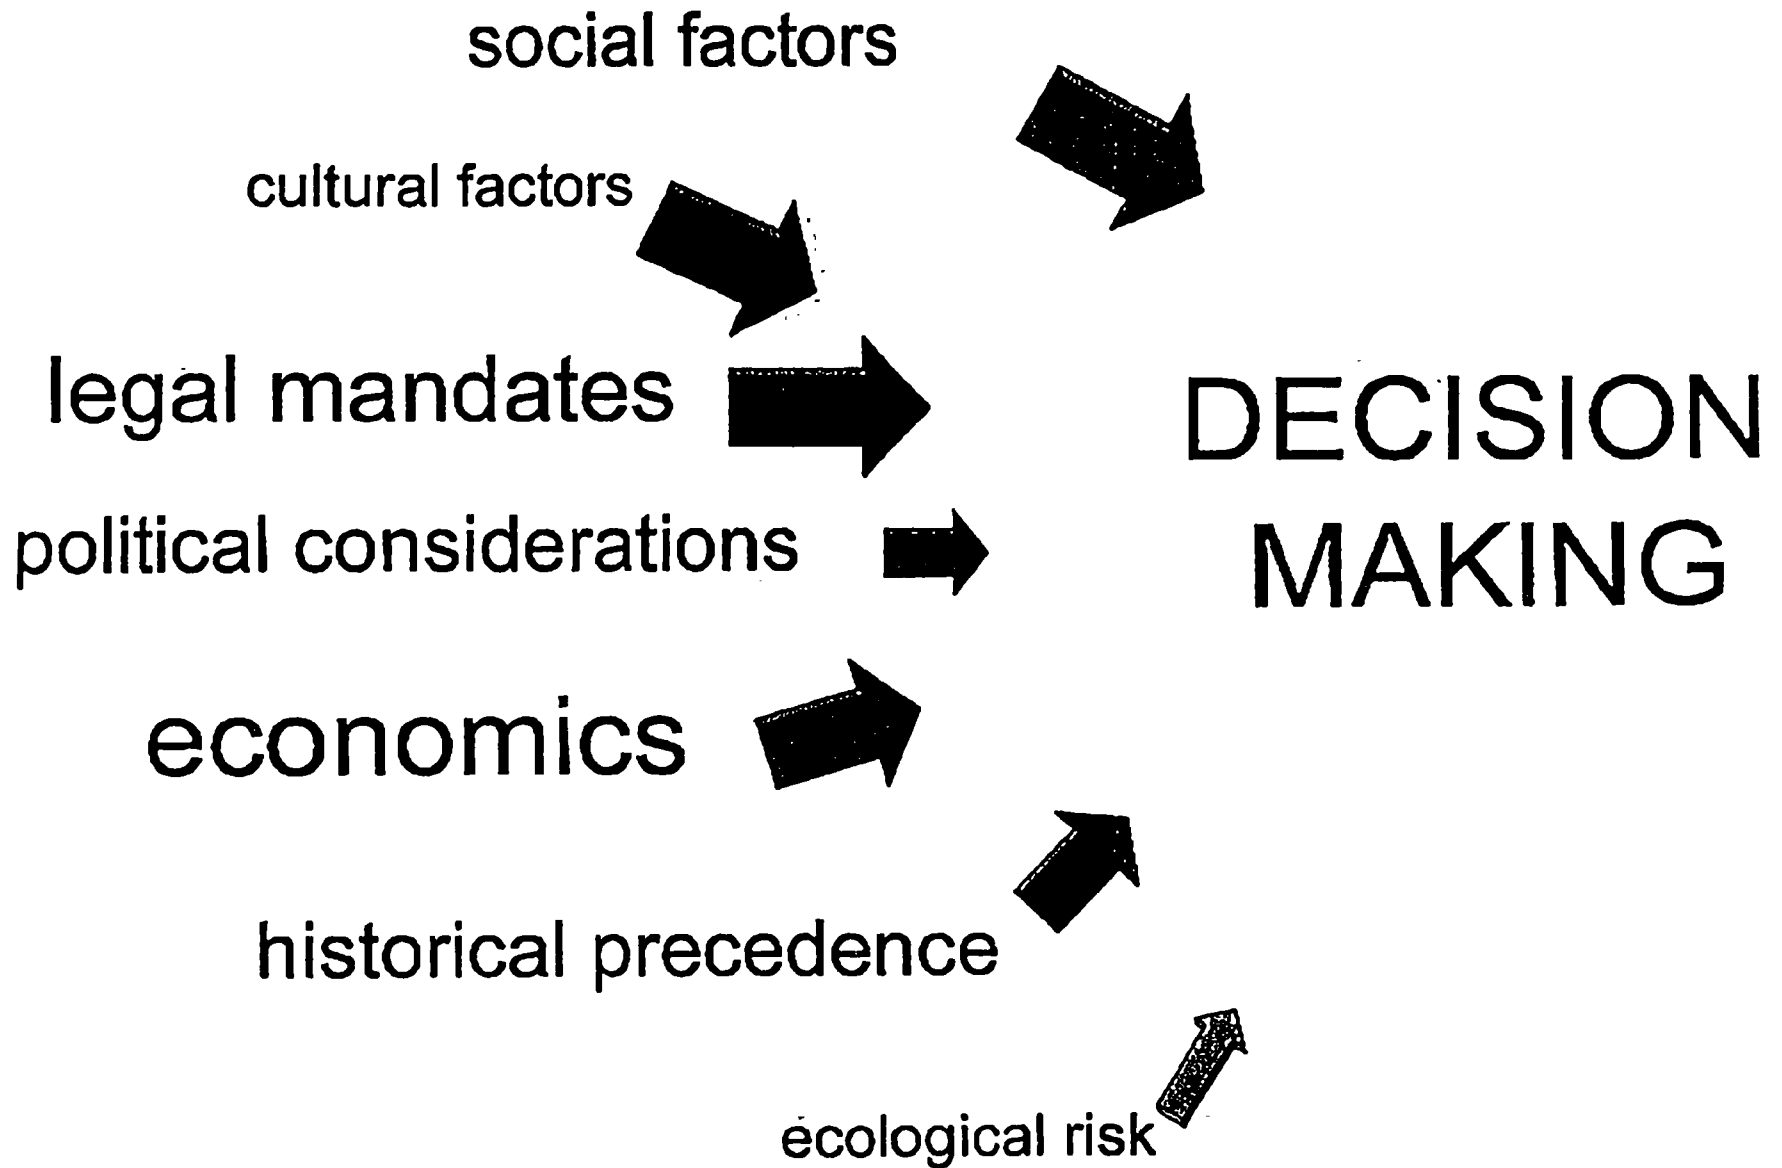 social factors
cultural factors
legal mandates
political considerations
economics
historical precedence
ecological risk
DECISION
MAKING